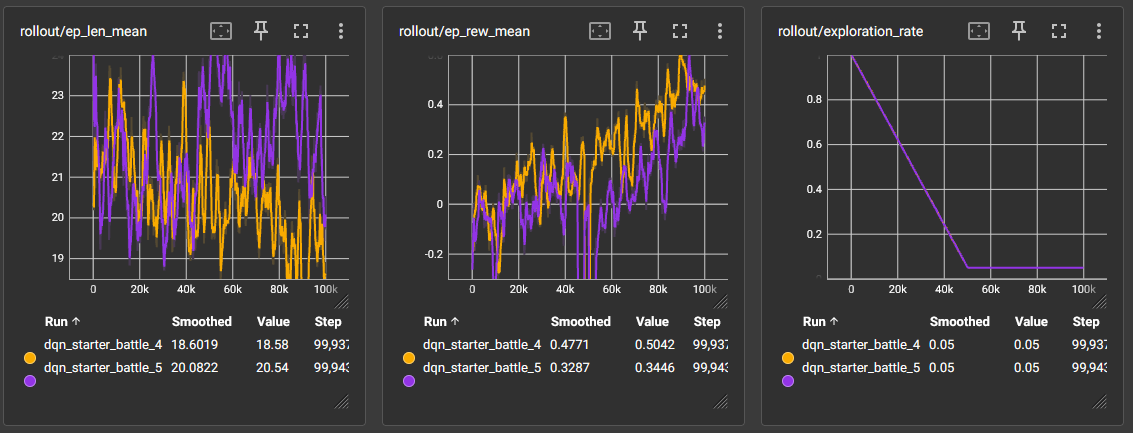 rollout/ep_len_mean
23
22
21
20
19
0 20k 40k 60k 80k 100k
Run ↑ Smoothed Value Step
dqn_starter_battle_4 18.6019 18.58 99,937
dqn_starter_battle_5 20.0822 20.54 99,943
rollout/ep_rew_mean
0.4
0.2
0
-0.2
0 20k 40k 60k 80k 100k
Run ↑ Smoothed Value Step
dqn_starter_battle_4 0.4771 0.5042 99,937
dqn_starter_battle_5 0.3287 0.3446 99,943
rollout/exploration_rate
0.8
0.6
0.4
0.2
0 20k 40k 60k 80k 100k
Run ↑ Smoothed Value Step
dqn_starter_battle_4 0.05 0.05 99,937
dqn_starter_battle_5 0.05 0.05 99,943